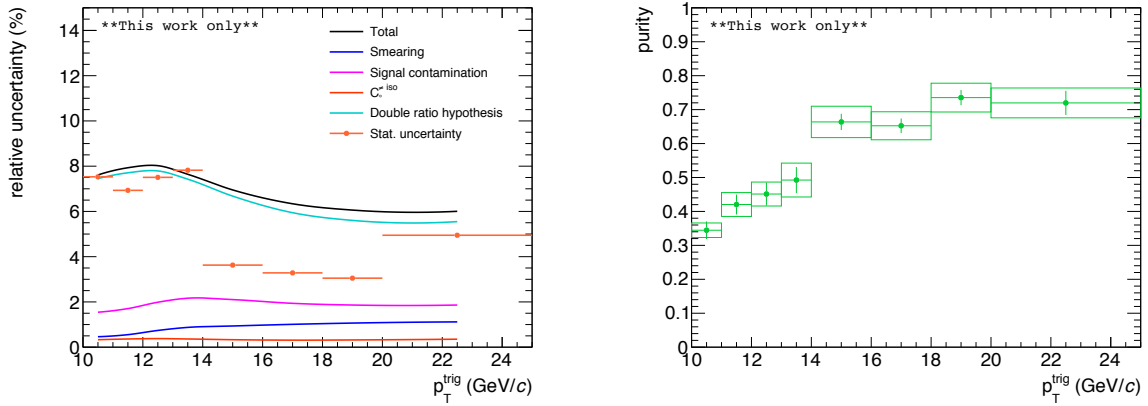 **This work only**
relative uncertainty (%)
Total
Smearing
Signal contamination
Double ratio hypothesis
Stat. uncertainty
14
12
10
8
6
4
2
0
10 12 14 16 18 20 22 24
p_T^trig (GeV/c)
**This work only**
purity
1
0.9
0.8
0.7
0.6
0.5
0.4
0.3
0.2
0.1
0
10 12 14 16 18 20 22 24
p_T^trig (GeV/c)